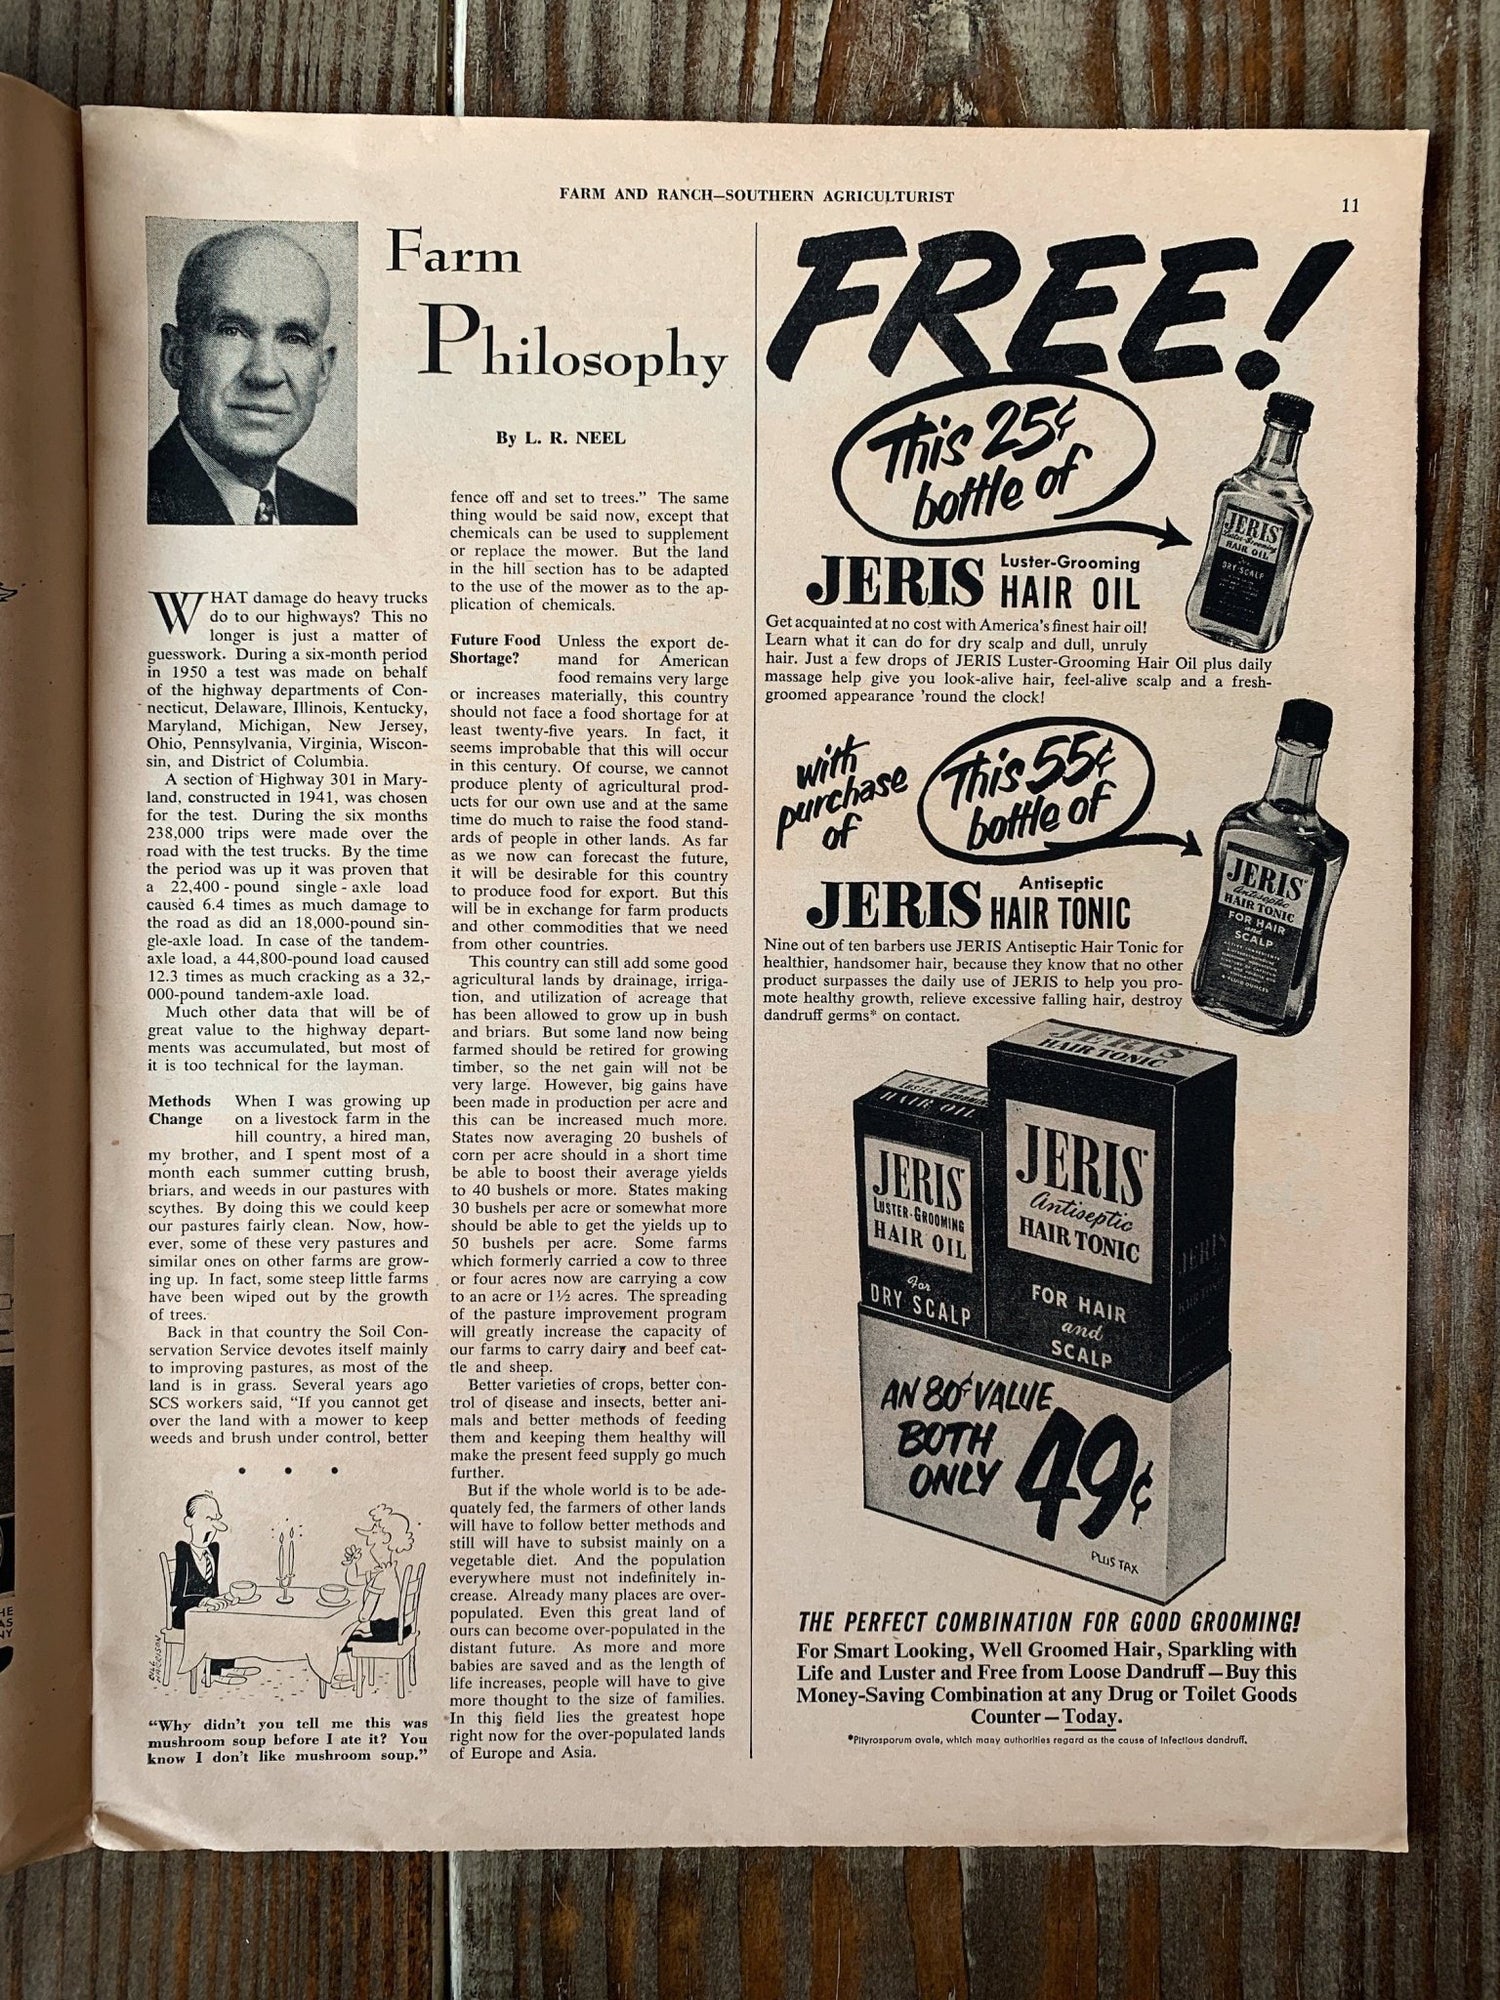 FARM AND RANCH—SOUTHERN AGRICULTURIST
11
Farm
Philosophy
By L. R. NEEL
WHAT damage do heavy trucks
do to our highways? This no
longer is just a matter of
guesswork. During a six-month period
in 1950 a test was made on behalf
of the highway departments of Con-
necticut, Delaware, Illinois, Kentucky,
Maryland, Michigan, New Jersey,
Ohio, Pennsylvania, Virginia, Wiscon-
sin, and District of Columbia.
A section of Highway 301 in Mary-
land, constructed in 1941, was chosen
for the test. During the six months
238,000 trips were made over the
road with the test trucks. By the time
the period was up it was proven that
a 22,400-pound single-axle load
caused 6.4 times as much damage to
the road as did an 18,000-pound sin-
gle-axle load. In case of the tandem-
axle load, a 44,800-pound load caused
12.3 times as much cracking as a 32,-
000-pound tandem-axle load.
Much other data that will be of
great value to the highway depart-
ments was accumulated, but most of
it is too technical for the layman.
Methods Change
When I was growing up
on a livestock farm in the
hill country, a hired man,
my brother, and I spent most of a
month each summer cutting brush,
briars, and weeds in our pastures with
scythes. By doing this we could keep
our pastures fairly clean. Now, how-
ever, some of these very pastures and
similar ones on other farms are grow-
ing up. In fact, some steep little farms
have been wiped out by the growth
of trees.
Back in that country the Soil Con-
servation Service devotes itself mainly
to improving pastures, as most of the
land is in grass. Several years ago
SCS workers said, “If you cannot get
over the land with a mower to keep
weeds and brush under control, better
• • •
BILL HARRISON
“Why didn’t you tell me this was
mushroom soup before I ate it? You
know I don’t like mushroom soup.”
fence off and set to trees.” The same
thing would be said now, except that
chemicals can be used to supplement
or replace the mower. But the land
in the hill section has to be adapted
to the use of the mower as to the ap-
plication of chemicals.
Future Food Shortage?
Unless the export de-
mand for American
food remains very large
or increases materially, this country
should not face a food shortage for at
least twenty-five years. In fact, it
seems improbable that this will occur
in this century. Of course, we cannot
produce plenty of agricultural prod-
ucts for our own use and at the same
time do much to raise the food stand-
ards of people in other lands. As far
as we now can forecast the future,
it will be desirable for this country
to produce food for export. But this
will be in exchange for farm products
and other commodities that we need
from other countries.
This country can still add some good
agricultural lands by drainage, irriga-
tion, and utilization of acreage that
has been allowed to grow up in bush
and briars. But some land now being
farmed should be retired for growing
timber, so the net gain will not be
very large. However, big gains have
been made in production per acre and
this can be increased much more.
States now averaging 20 bushels of
corn per acre should in a short time
be able to boost their average yields
to 40 bushels or more. States making
30 bushels per acre or somewhat more
should be able to get the yields up to
50 bushels per acre. Some farms
which formerly carried a cow to three
or four acres now are carrying a cow
to an acre or 1½ acres. The spreading
of the pasture improvement program
will greatly increase the capacity of
our farms to carry dairy and beef cat-
tle and sheep.
Better varieties of crops, better con-
trol of disease and insects, better ani-
mals and better methods of feeding
them and keeping them healthy will
make the present feed supply go much
further.
But if the whole world is to be ade-
quately fed, the farmers of other lands
will have to follow better methods and
still will have to subsist mainly on a
vegetable diet. And the population
everywhere must not indefinitely in-
crease. Already many places are over-
populated. Even this great land of
ours can become over-populated in the
distant future. As more and more
babies are saved and as the length of
life increases, people will have to give
more thought to the size of families.
In this field lies the greatest hope
right now for the over-populated lands
of Europe and Asia.
FREE!
This 25¢
bottle of
JERIS Luster-Grooming
HAIR OIL
JERIS
Luster-Grooming
HAIR OIL
DRY SCALP
Get acquainted at no cost with America’s finest hair oil!
Learn what it can do for dry scalp and dull, unruly
hair. Just a few drops of JERIS Luster-Grooming Hair Oil plus daily
massage help give you look-alive hair, feel-alive scalp and a fresh-
groomed appearance ’round the clock!
with
purchase
of
This 55¢
bottle of
JERIS Antiseptic
HAIR TONIC
JERIS
Antiseptic
HAIR TONIC
FOR HAIR
and
SCALP
Nine out of ten barbers use JERIS Antiseptic Hair Tonic for
healthier, handsomer hair, because they know that no other
product surpasses the daily use of JERIS to help you pro-
mote healthy growth, relieve excessive falling hair, destroy
dandruff germs* on contact.
JERIS
HAIR TONIC
HAIR OIL
JERIS
LUSTER-GROOMING
HAIR OIL
for
DRY SCALP
JERIS
Antiseptic
HAIR TONIC
FOR HAIR
and
SCALP
JERIS
AN 80¢ VALUE
BOTH
ONLY
49¢
PLUS TAX
THE PERFECT COMBINATION FOR GOOD GROOMING!
For Smart Looking, Well Groomed Hair, Sparkling with
Life and Luster and Free from Loose Dandruff—Buy this
Money-Saving Combination at any Drug or Toilet Goods
Counter—Today.
*Pityrosporum ovale, which many authorities regard as the cause of infectious dandruff.